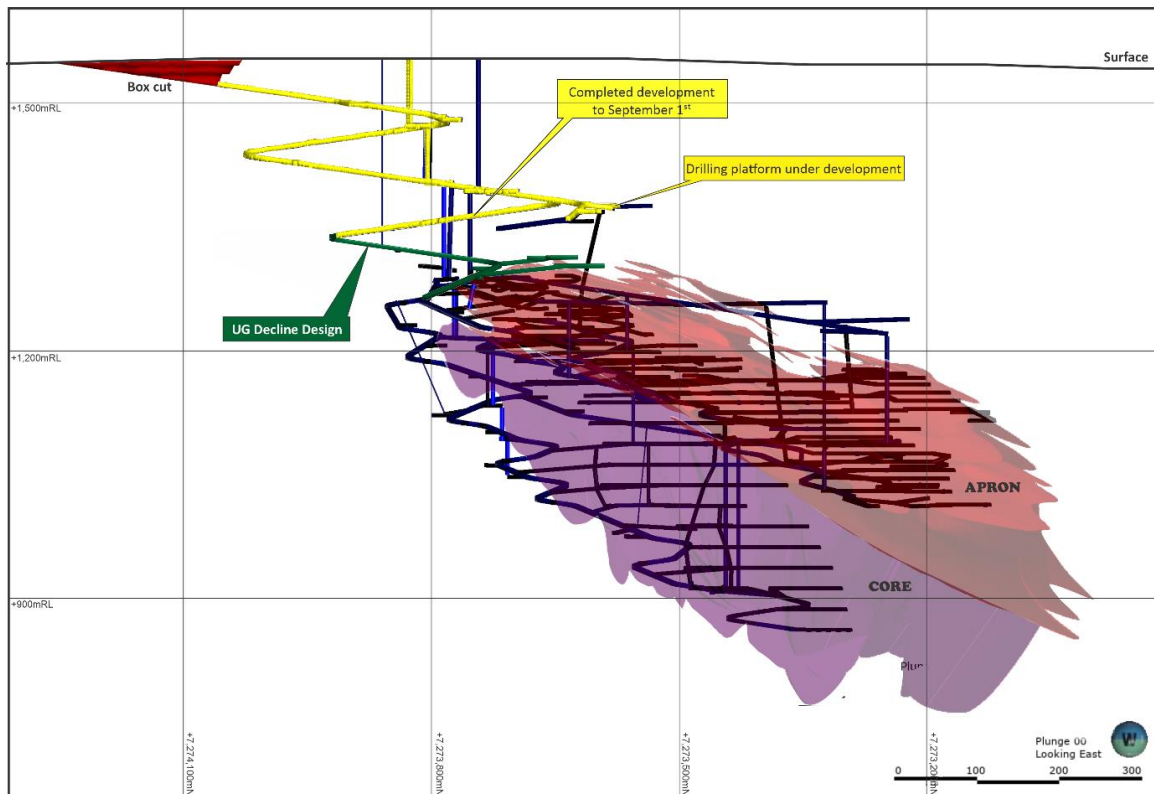 Surface
Box cut
+1,500mRL
Completed development
to September 1st
Drilling platform under development
UG Decline Design
+1,200mRL
APRON
CORE
+900mRL
Plur
+7,274,100mN
+7,273,800mN
+7,273,500mN
+7,273,200mN
Plunge 00
Looking East
W
0 100 200 300